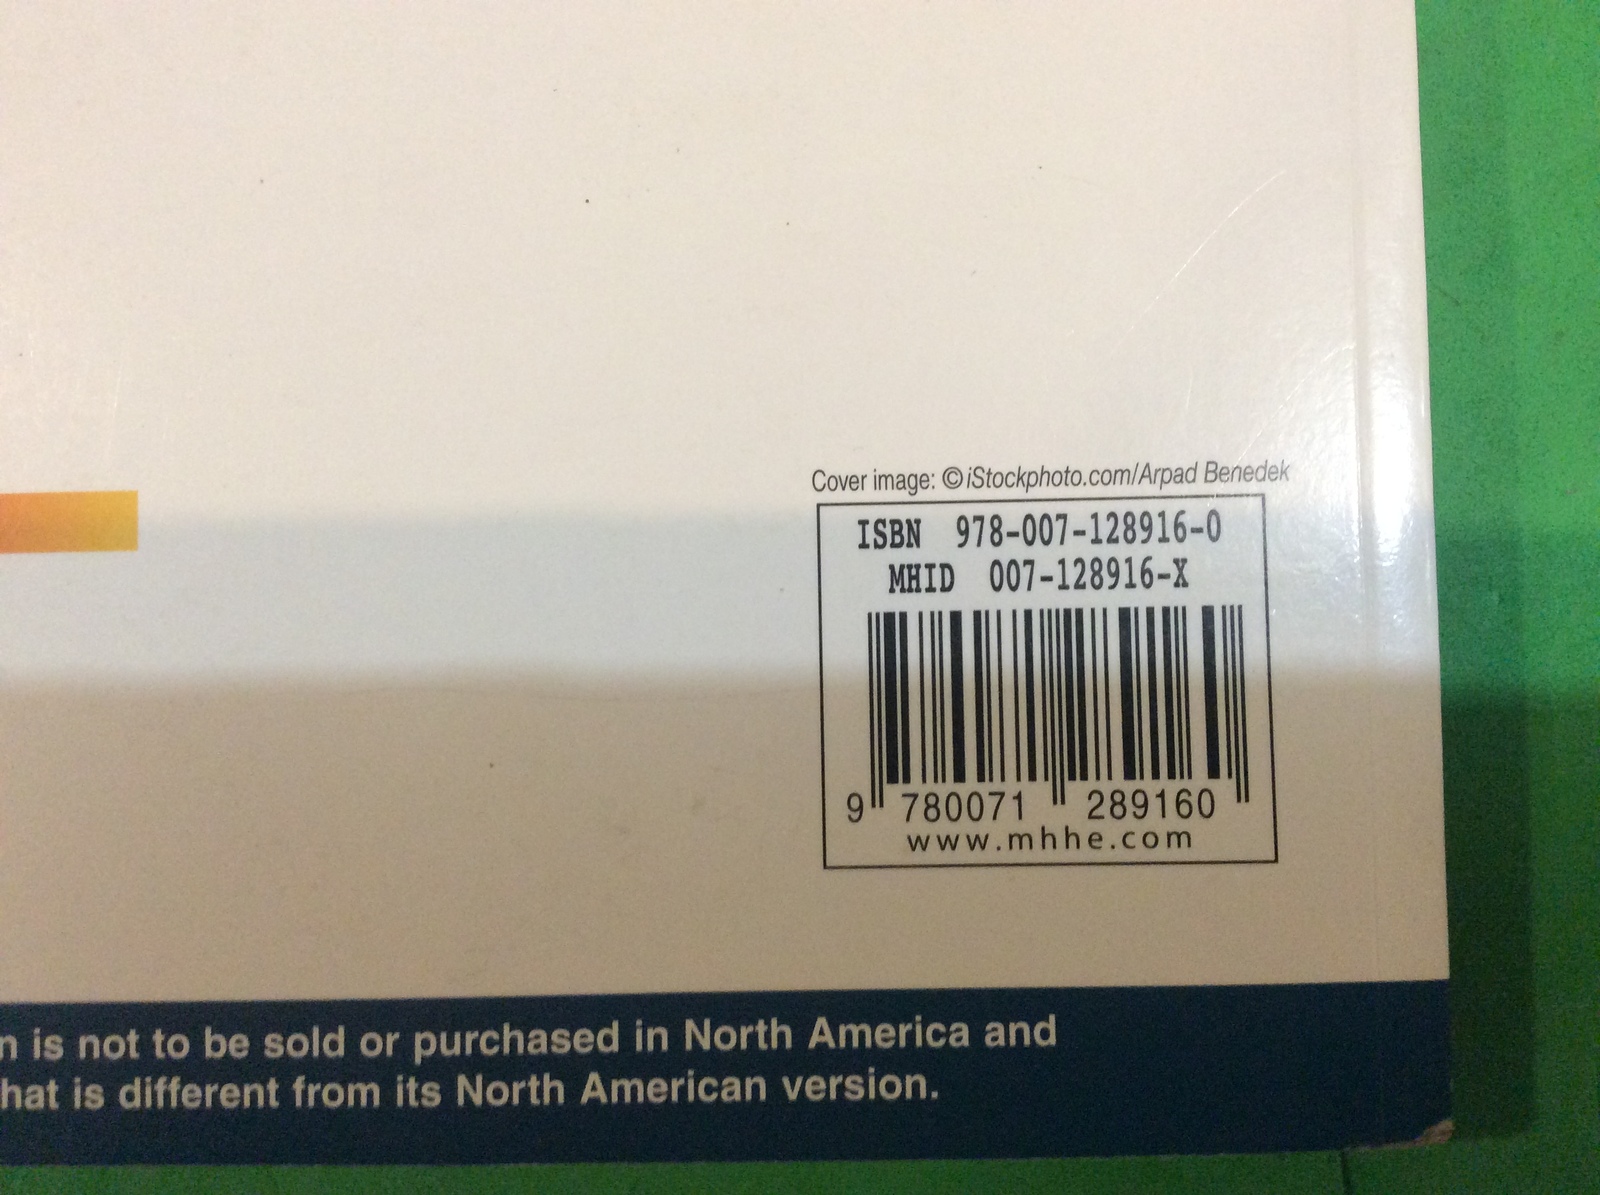 Cover image: ©iStockphoto.com/Arpad Benedek
ISBN 978-007-128916-0
MHID 007-128916-X
9 780071 289160
www.mhhe.com
n is not to be sold or purchased in North America and
hat is different from its North American version.